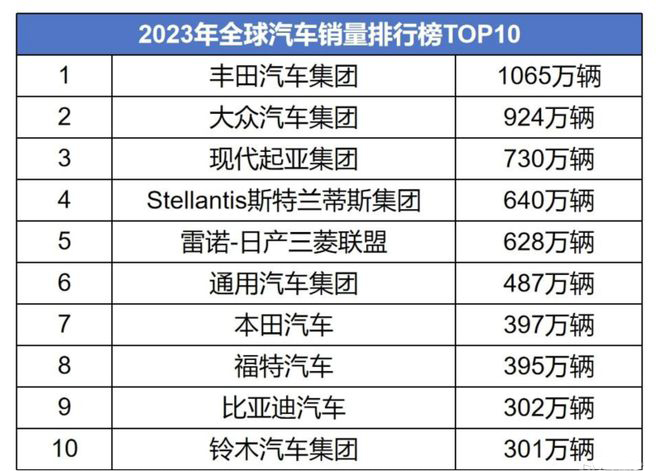 2023年全球汽车销量排行榜TOP10
1 丰田汽车集团 1065万辆
2 大众汽车集团 924万辆
3 现代起亚集团 730万辆
4 Stellantis斯特兰蒂斯集团 640万辆
5 雷诺-日产三菱联盟 628万辆
6 通用汽车集团 487万辆
7 本田汽车 397万辆
8 福特汽车 395万辆
9 比亚迪汽车 302万辆
10 铃木汽车集团 301万辆